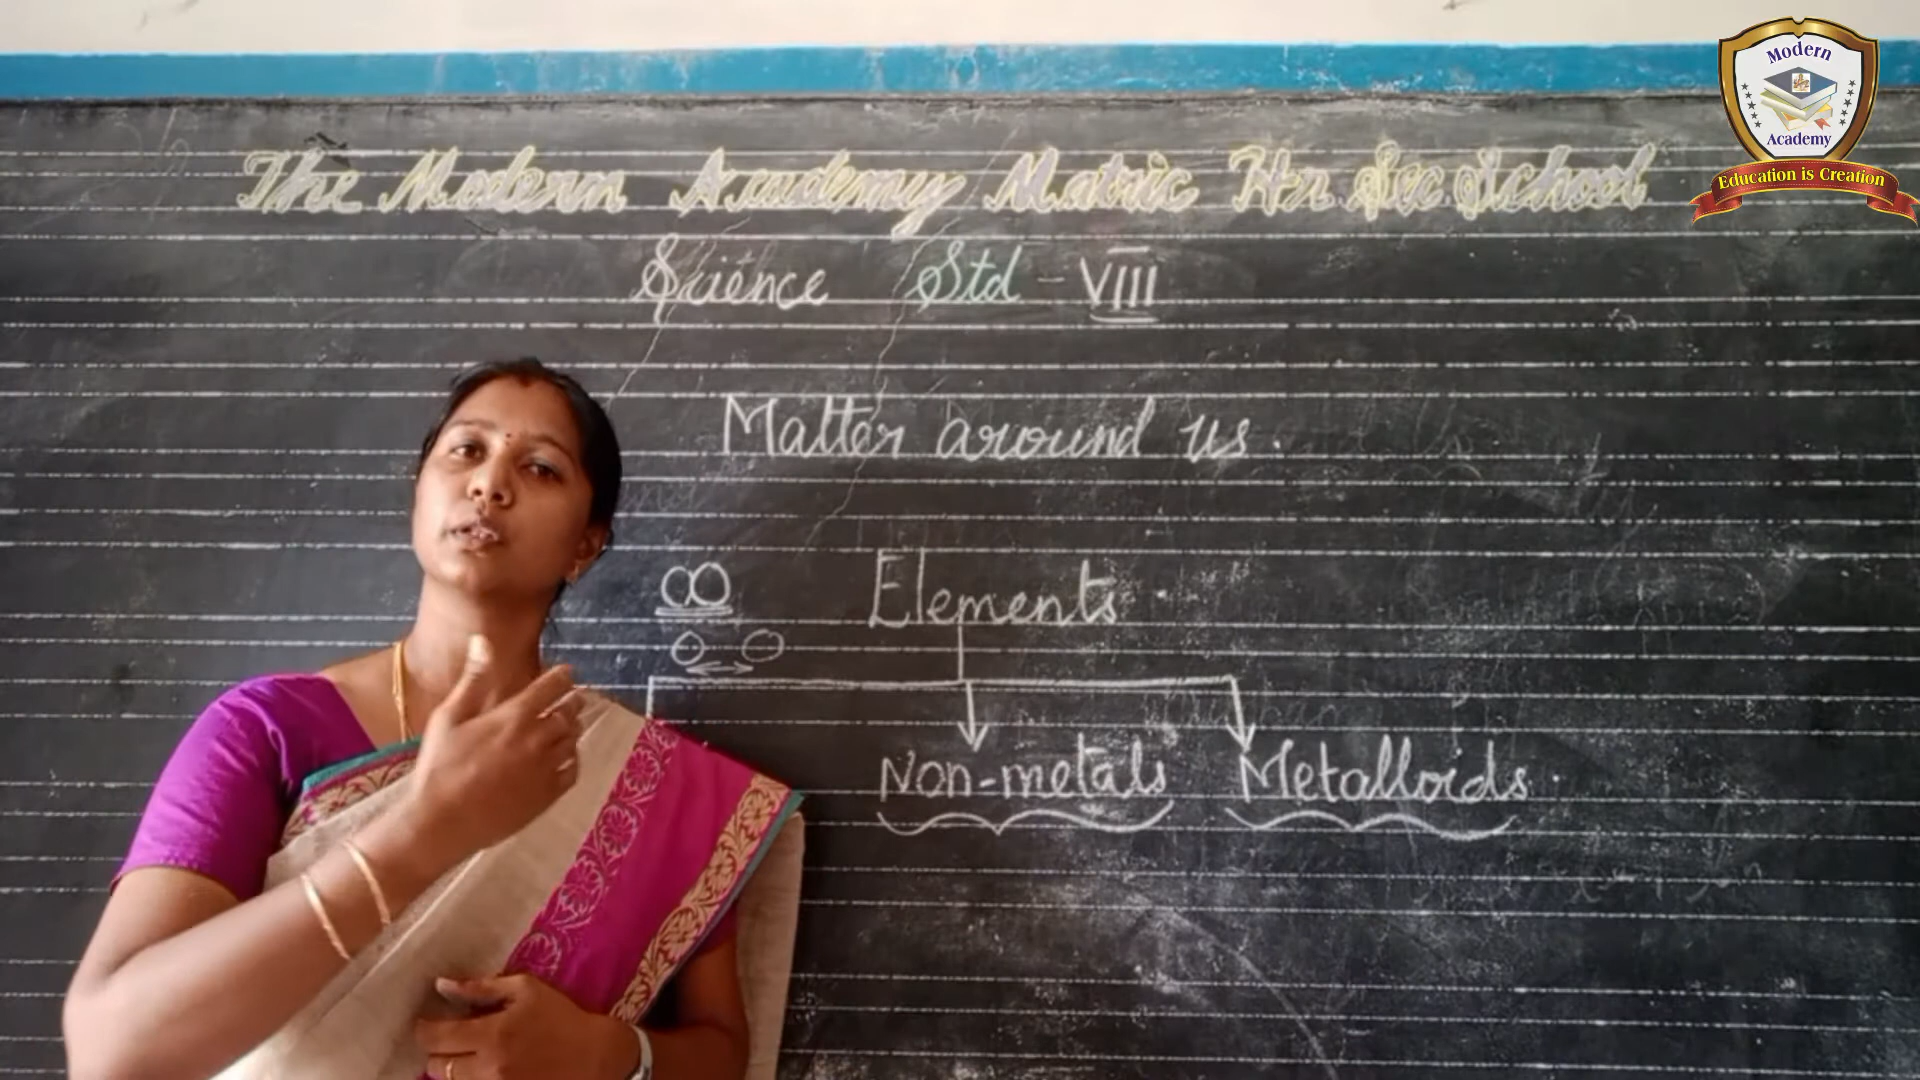 Modern
Academy
Education is Creation
The Modern Academy Matric Hr Sec School
Science Std - VIII
Matter around us.
Elements
Non-metals Metalloids